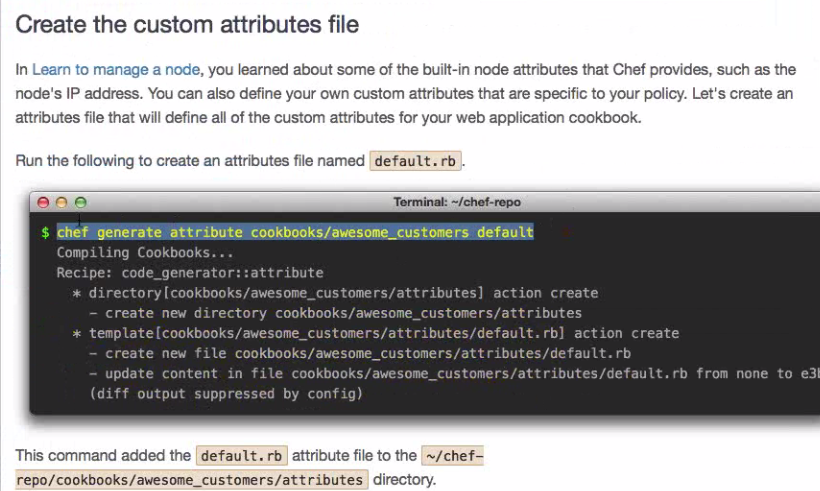 Create the custom attributes file
In Learn to manage a node, you learned about some of the built-in node attributes that Chef provides, such as the
node's IP address. You can also define your own custom attributes that are specific to your policy. Let's create an
attributes file that will define all of the custom attributes for your web application cookbook.
Run the following to create an attributes file named default.rb.
Terminal: ~/chef-repo
$ chef generate attribute cookbooks/awesome_customers default
Compiling Cookbooks...
Recipe: code_generator::attribute
* directory[cookbooks/awesome_customers/attributes] action create
- create new directory cookbooks/awesome_customers/attributes
* template[cookbooks/awesome_customers/attributes/default.rb] action create
- create new file cookbooks/awesome_customers/attributes/default.rb
- update content in file cookbooks/awesome_customers/attributes/default.rb from none to e3b
(diff output suppressed by config)
This command added the default.rb attribute file to the ~/chef-
repo/cookbooks/awesome_customers/attributes directory.